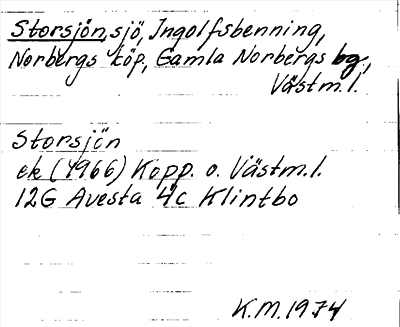 Storsjön, sjö, Ingolfsbenning,
Norbergs köp., Gamla Norbergs bg.,
Västm. l.
Storsjön
ek (1966) Kopp. o. Västm. l.
12G Avesta 4c Klintbo
K.M. 1974